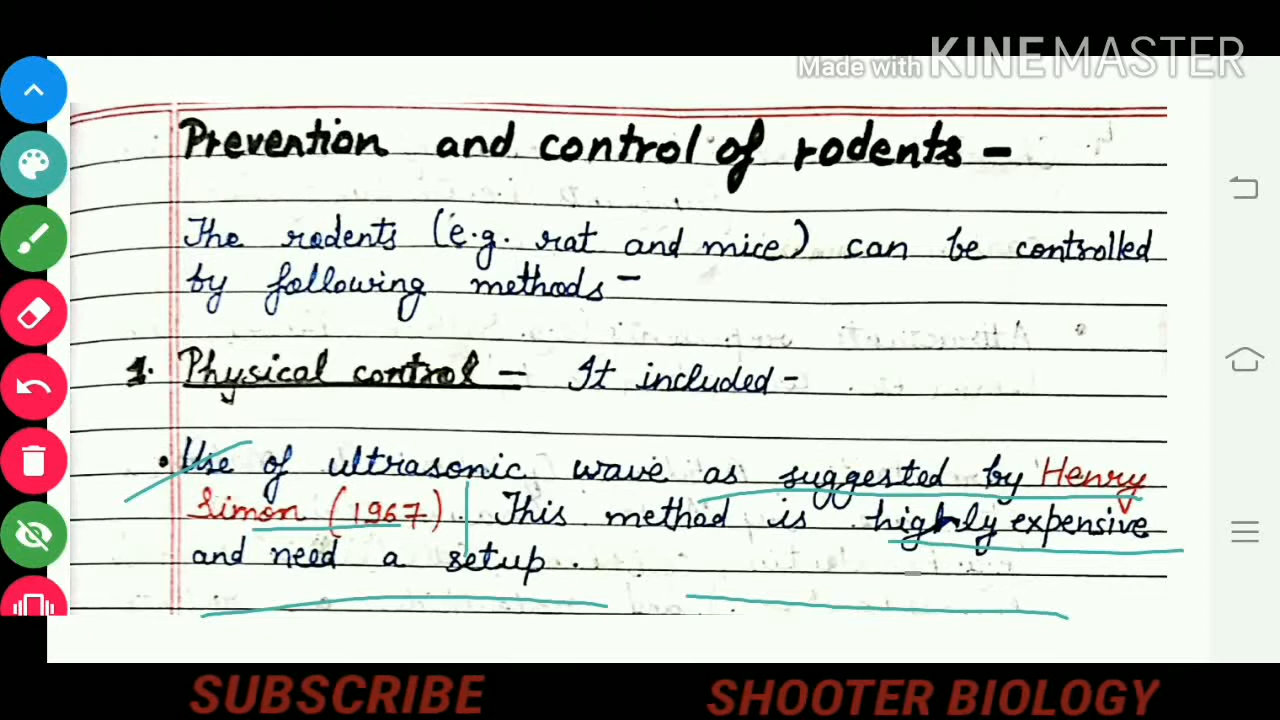 Made with KINEMASTER
Prevention and control of rodents -
The rodents (e.g. rat and mice) can be controlled
by following methods -
1. Physical control - It included -
• Use of ultrasonic wave as suggested by Henry
Simon (1967). This method is highly expensive
and need a setup.
SUBSCRIBE SHOOTER BIOLOGY